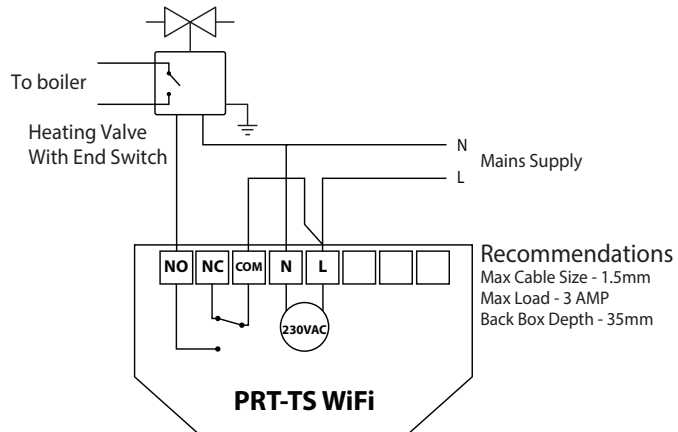 To boiler
Heating Valve
With End Switch
N
Mains Supply
L
NO NC COM N L
Recommendations
Max Cable Size - 1.5mm
Max Load - 3 AMP
Back Box Depth - 35mm
230VAC
PRT-TS WiFi